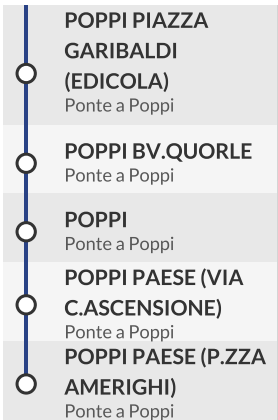 POPPI PIAZZA
GARIBALDI
(EDICOLA)
Ponte a Poppi
POPPI BV.QUORLE
Ponte a Poppi
POPPI
Ponte a Poppi
POPPI PAESE (VIA
C.ASCENSIONE)
Ponte a Poppi
POPPI PAESE (P.ZZA
AMERIGHI)
Ponte a Poppi